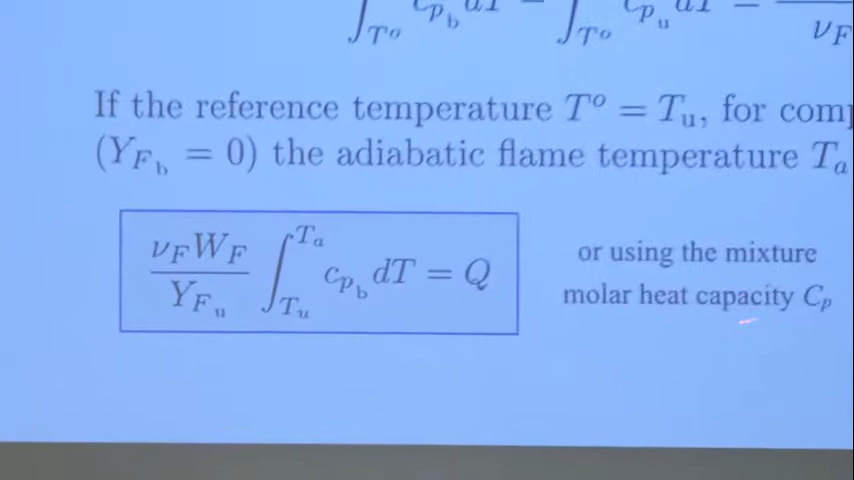 ∫_{T^o} c_{p_b} dT − ∫_{T^o} c_{p_u} dT = ν_F
If the reference temperature T^o = T_u, for
(Y_{F_b} = 0) the adiabatic flame temperature T_a
ν_F W_F / Y_{F_u} ∫_{T_u}^{T_a} c_{p_b} dT = Q
or using the mixture
molar heat capacity C_p